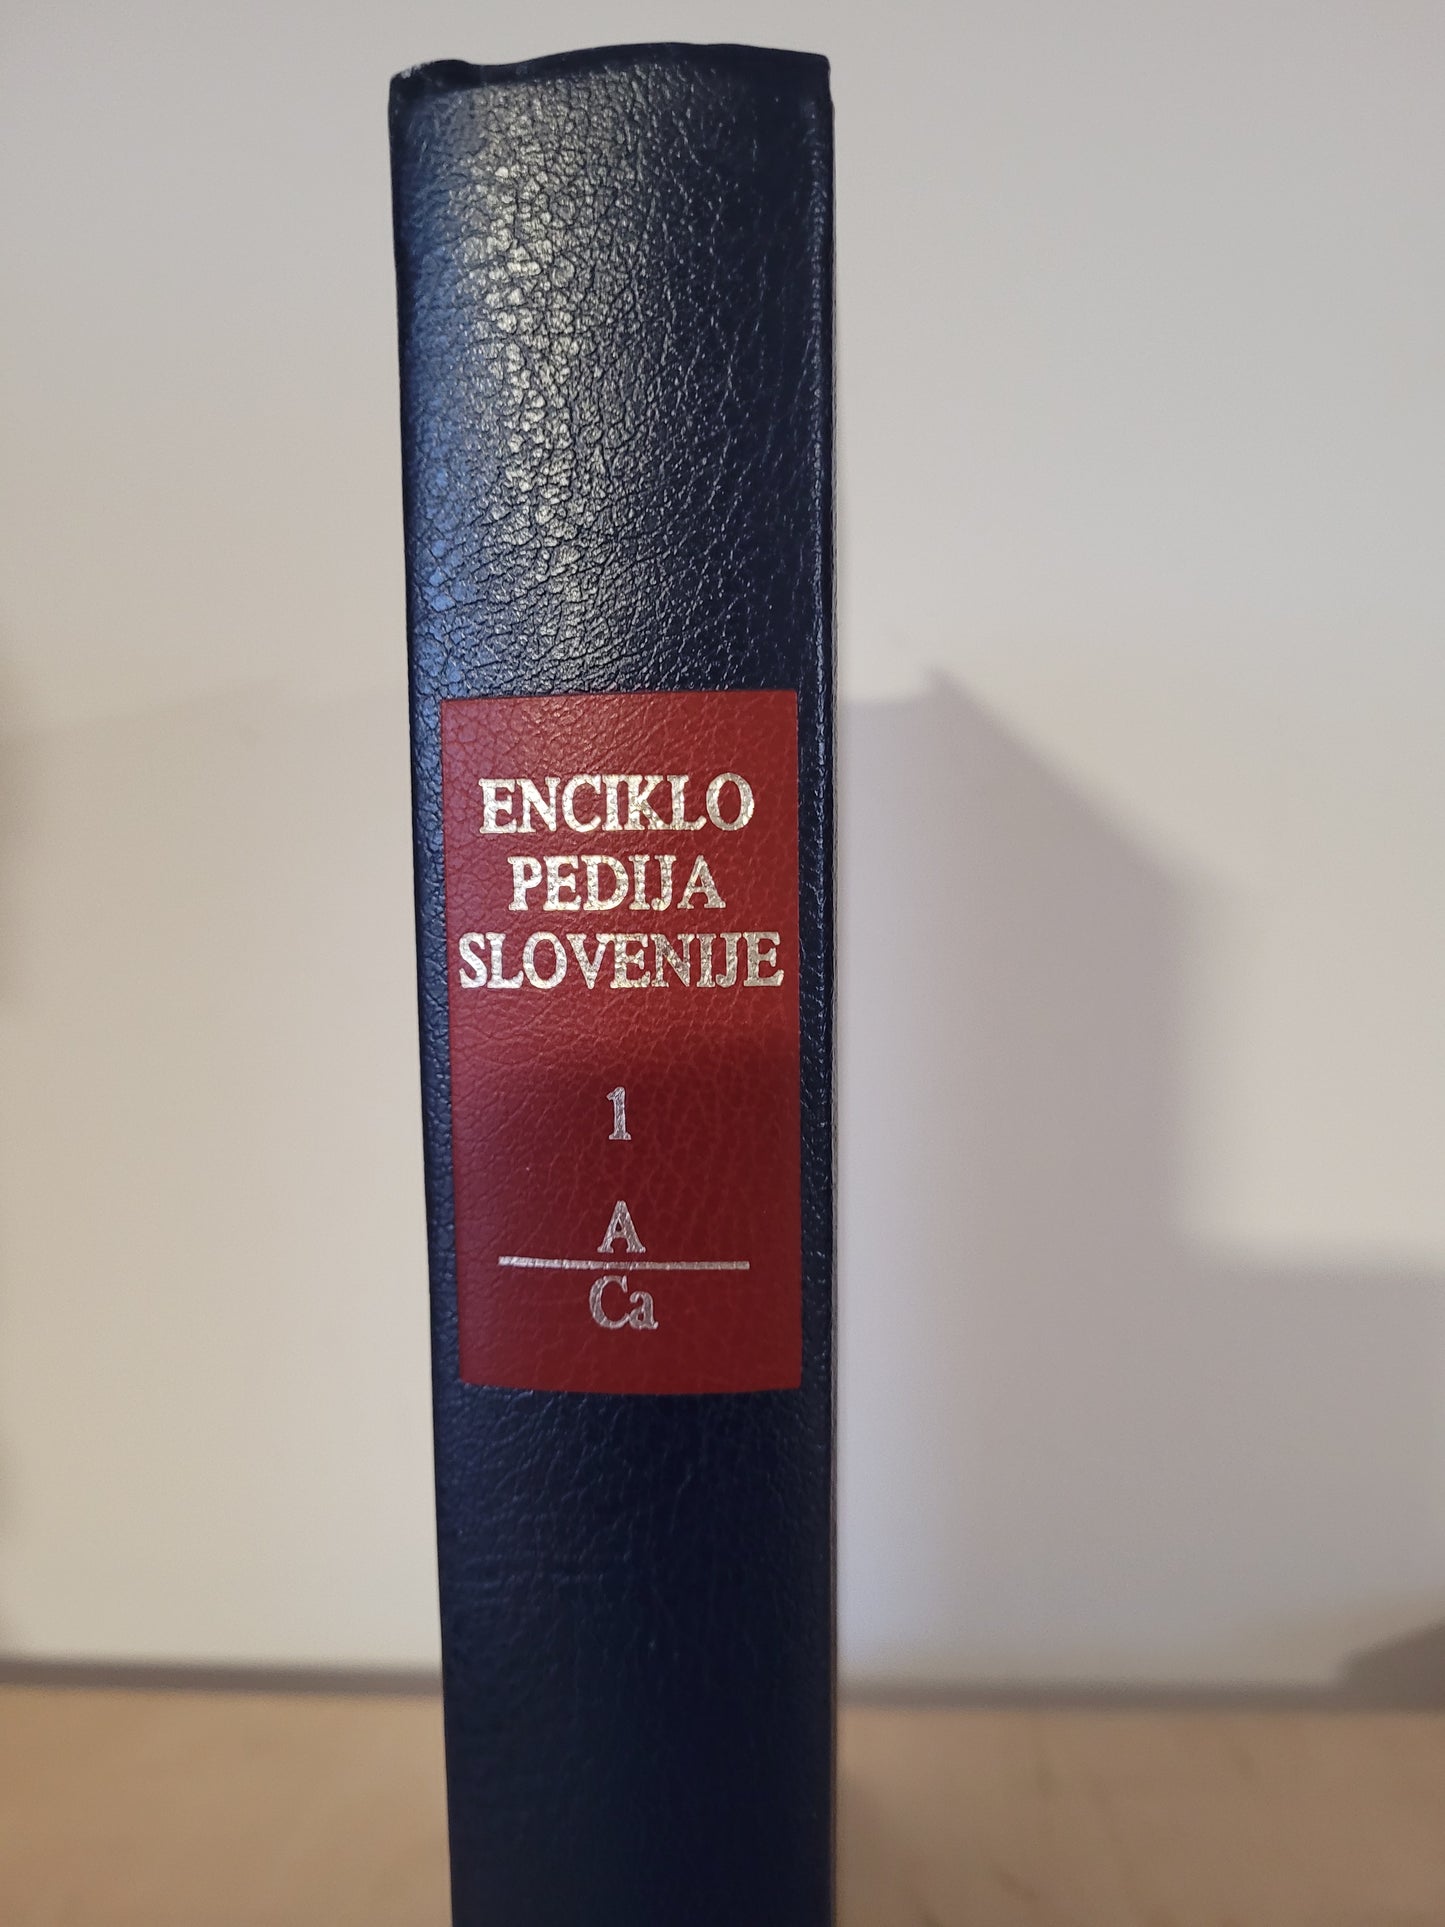 ENCIKLO
PEDIJA
SLOVENIJE
1
A
Ca